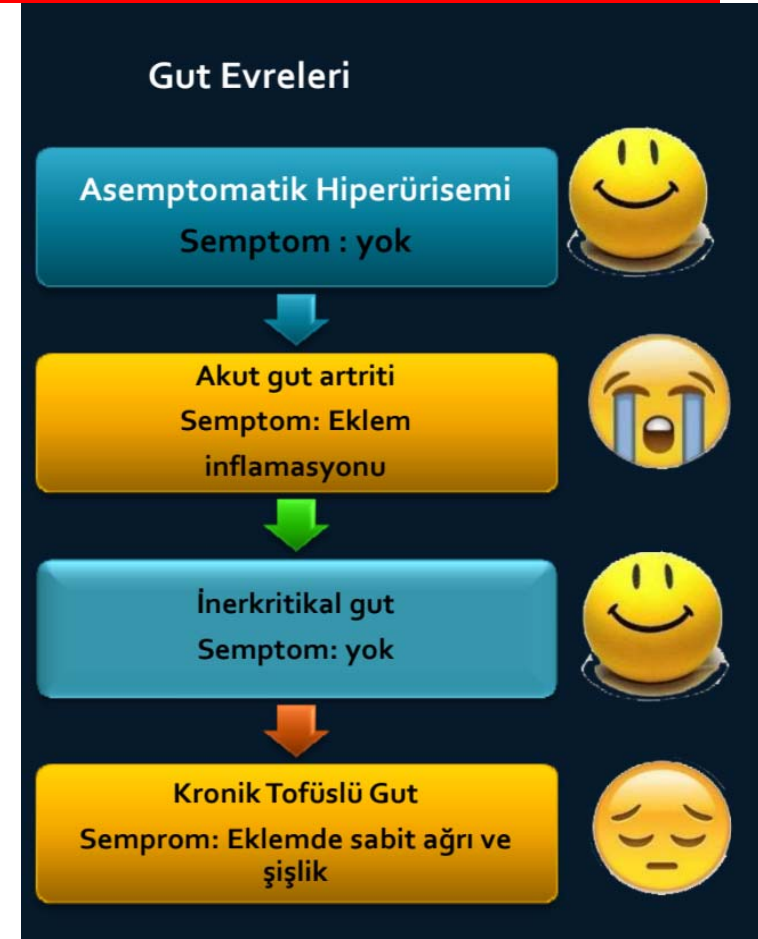 Gut Evreleri
Asemptomatik Hiperürisemi
Semptom : yok
Akut gut artriti
Semptom: Eklem
inflamasyonu
İnerkritikal gut
Semptom: yok
Kronik Tofüslü Gut
Semprom: Eklemde sabit ağrı ve
şişlik